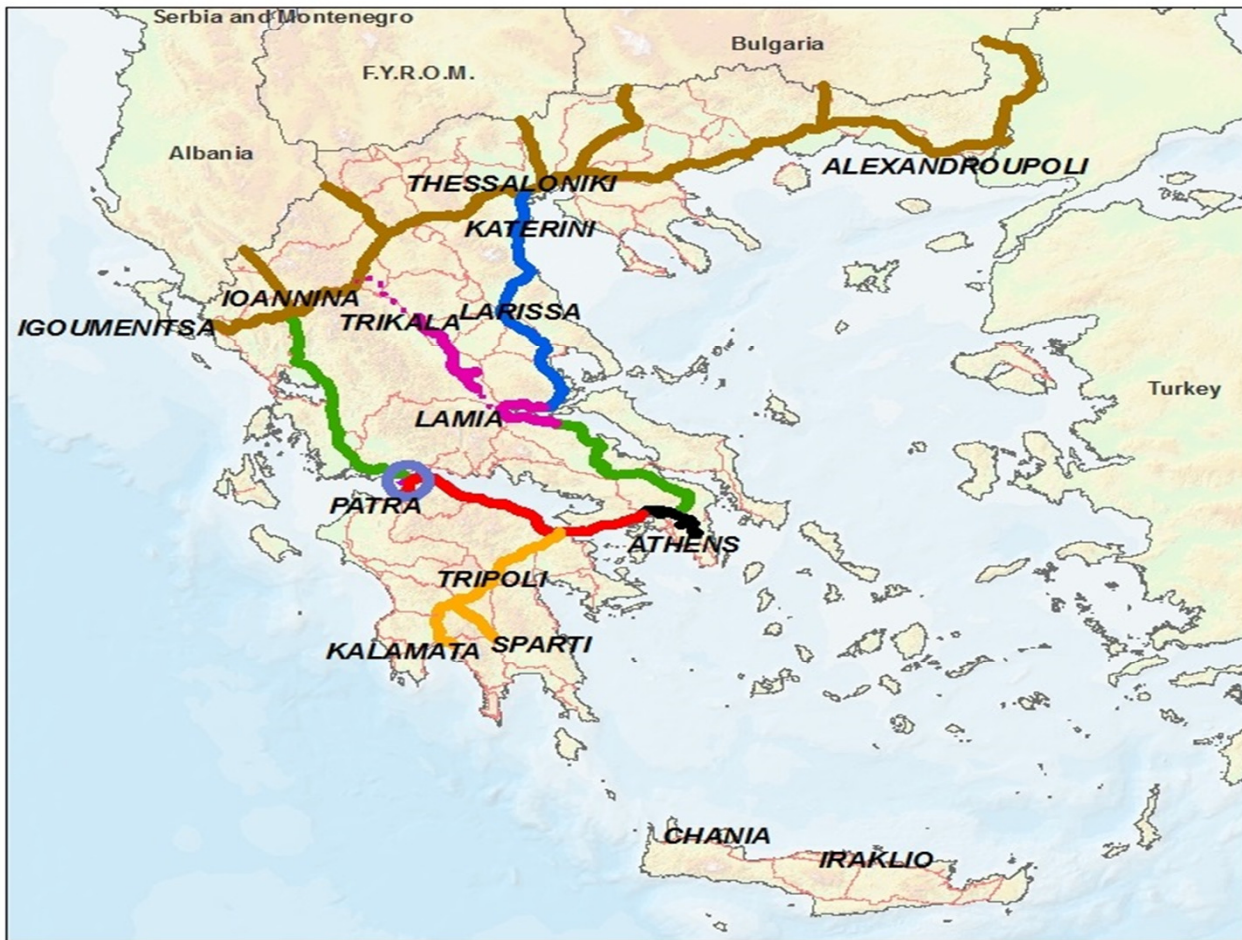 Serbia and Montenegro
Bulgaria
F.Y.R.O.M.
Albania
ALEXANDROUPOLI
THESSALONIKI
KATERINI
IOANNINA
LARISSA
IGOUMENITSA
TRIKALA
Turkey
LAMIA
PATRA
ATHENS
TRIPOLI
SPARTI
KALAMATA
CHANIA
IRAKLIO